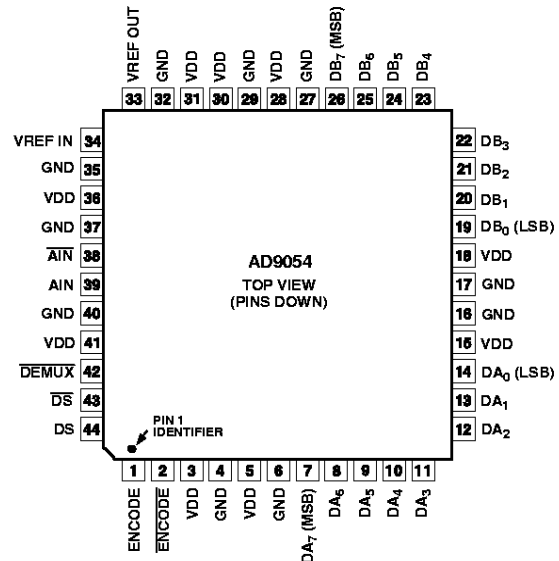 VREF OUT
GND
VDD
VDD
GND
VDD
GND
DB7 (MSB)
DB6
DB5
DB4
33 32 31 30 29 28 27 26 25 24 23
VREF IN 34
GND 35
VDD 36
GND 37
A̅I̅N̅ 38
AIN 39
GND 40
VDD 41
D̅E̅M̅U̅X̅ 42
D̅S̅ 43
DS 44
AD9054
TOP VIEW
(PINS DOWN)
PIN 1
IDENTIFIER
22 DB3
21 DB2
20 DB1
19 DB0 (LSB)
18 VDD
17 GND
16 GND
15 VDD
14 DA0 (LSB)
13 DA1
12 DA2
1 2 3 4 5 6 7 8 9 10 11
ENCODE
E̅N̅C̅O̅D̅E̅
VDD
GND
VDD
GND
DA7 (MSB)
DA6
DA5
DA4
DA3